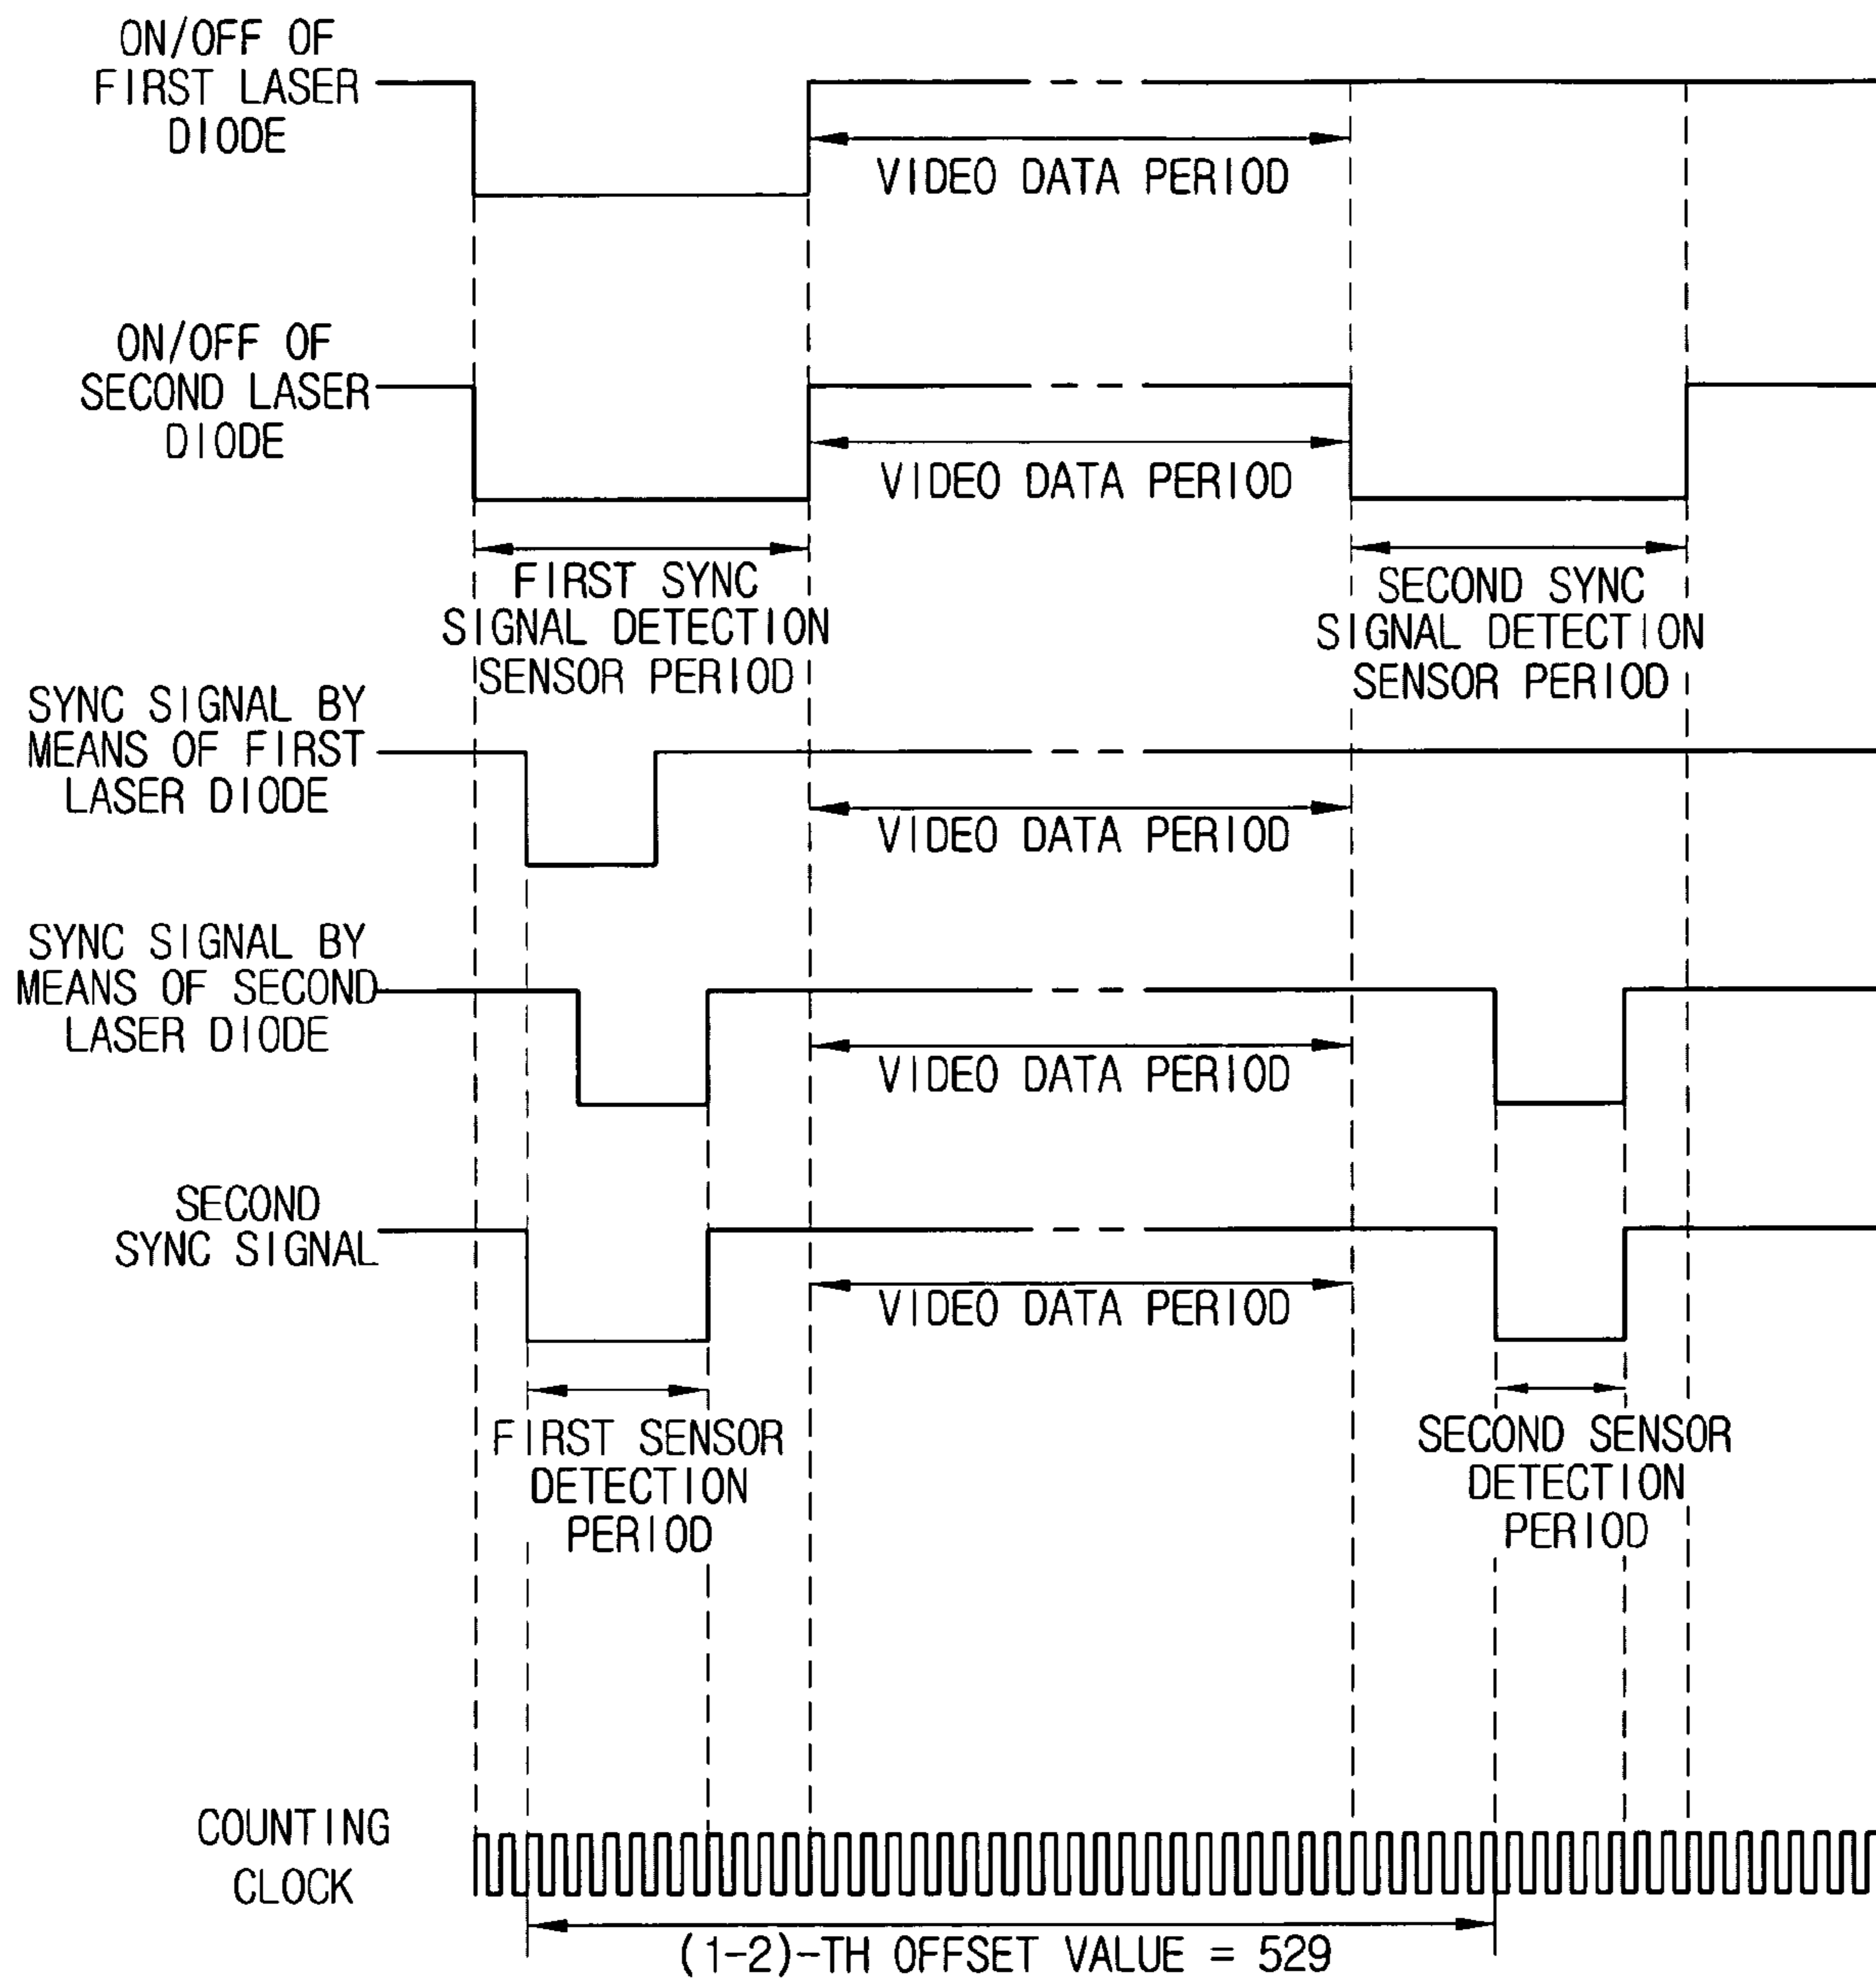 ON/OFF OF
FIRST LASER
DIODE
VIDEO DATA PERIOD
ON/OFF OF
SECOND LASER
DIODE
VIDEO DATA PERIOD
FIRST SYNC
SIGNAL DETECTION
SENSOR PERIOD
SECOND SYNC
SIGNAL DETECTION
SENSOR PERIOD
SYNC SIGNAL BY
MEANS OF FIRST
LASER DIODE
VIDEO DATA PERIOD
SYNC SIGNAL BY
MEANS OF SECOND
LASER DIODE
VIDEO DATA PERIOD
SECOND
SYNC SIGNAL
VIDEO DATA PERIOD
FIRST SENSOR
DETECTION
PERIOD
SECOND SENSOR
DETECTION
PERIOD
COUNTING
CLOCK
(1-2)-TH OFFSET VALUE = 529